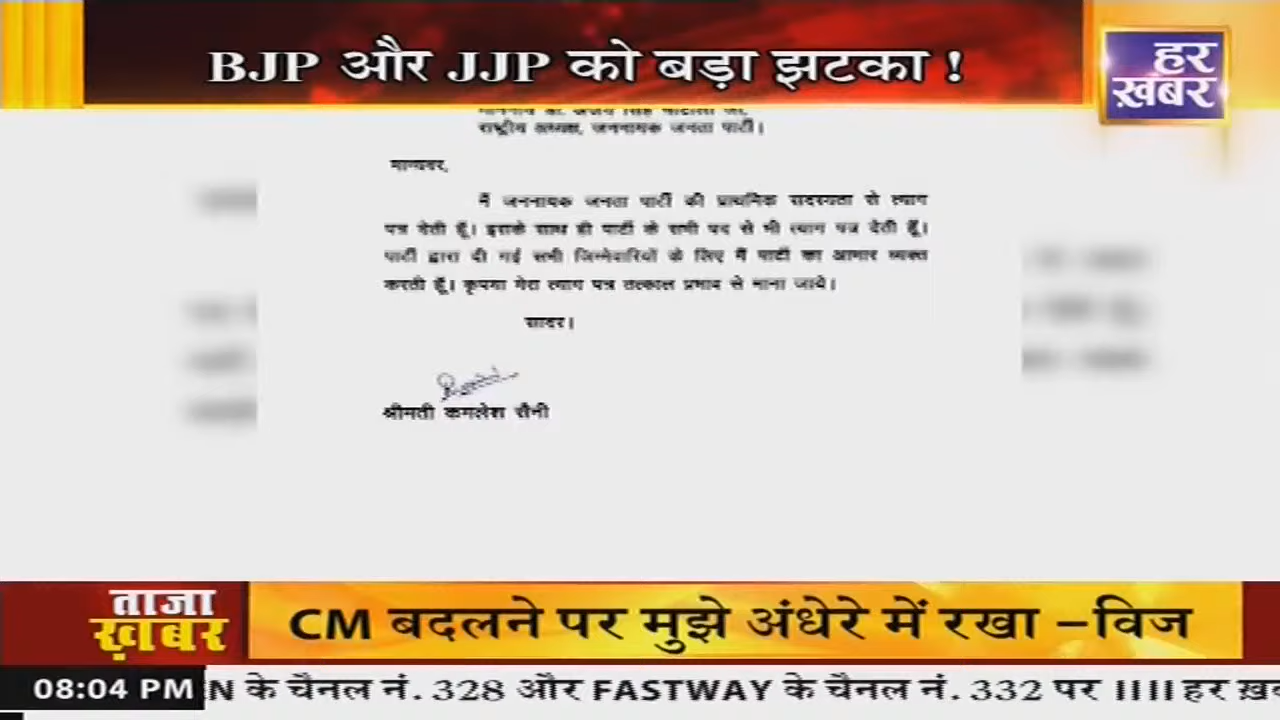 BJP और JJP को बड़ा झटका !
हर
ख़बर
राष्ट्रीय अध्यक्ष, जननायक जनता पार्टी।
मान्यवर,
मैं जननायक जनता पार्टी की प्राथमिक सदस्यता से त्याग
पत्र देती हूँ। इसके साथ ही पार्टी के सभी पद से भी त्याग पत्र देती हूँ।
पार्टी द्वारा दी गई सभी जिम्मेवारियों के लिए मैं पार्टी का आभार व्यक्त
करती हूँ। कृपया मेरा त्याग पत्र तत्काल प्रभाव से माना जावे।
सादर।
श्रीमती कमलेश सैनी
ताजा
ख़बर
CM बदलने पर मुझे अंधेरे में रखा –विज
08:04 PM
N के चैनल नं. 328 और FASTWAY के चैनल नं. 332 पर IIII हर ख़ब